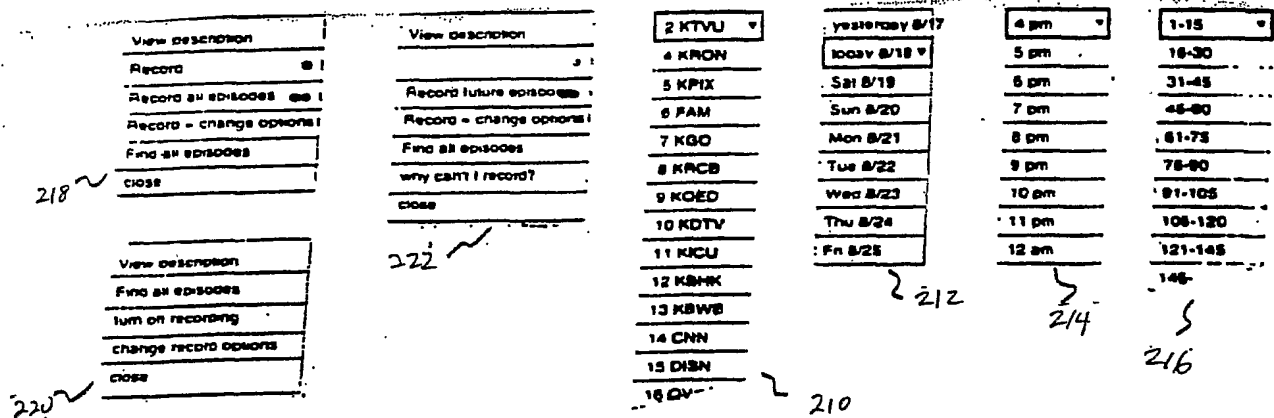 View description
Record
Record all episodes
Record - change options
Find all episodes
close
218
View description
Record future episodes
Record - change options
Find all episodes
why can't I record?
close
222
View description
Find all episodes
turn off recording
change record options
close
220
2 KTVU
4 KRON
5 KPIX
6 FAM
7 KGO
8 KRCB
9 KQED
10 KDTV
11 KICU
12 KBHK
13 KBWB
14 CNN
15 DISN
16
210
yesterday 8/17
today 8/18
Sat 8/19
Sun 8/20
Mon 8/21
Tue 8/22
Wed 8/23
Thu 8/24
Fri 8/25
212
4 pm
5 pm
6 pm
7 pm
8 pm
9 pm
10 pm
11 pm
12 am
214
1-15
16-30
31-45
46-60
61-75
76-90
91-105
106-120
121-145
146-
216